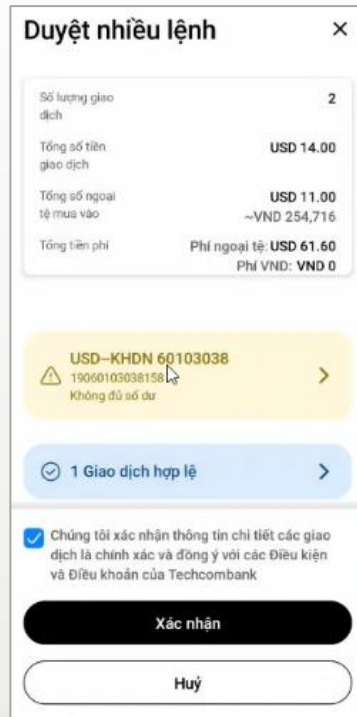 Duyệt nhiều lệnh
Số lượng giao
dịch
2
Tổng số tiền
giao dịch
USD 14.00
Tổng số ngoại
tệ mua vào
USD 11.00
~VND 254,716
Tổng tiền phí
Phí ngoại tệ: USD 61.60
Phí VND: VND 0
USD–KHDN 60103038
19060103038158
Không đủ số dư
1 Giao dịch hợp lệ
Chúng tôi xác nhận thông tin chi tiết các giao
dịch là chính xác và đồng ý với các Điều kiện
và Điều khoản của Techcombank
Xác nhận
Huỷ